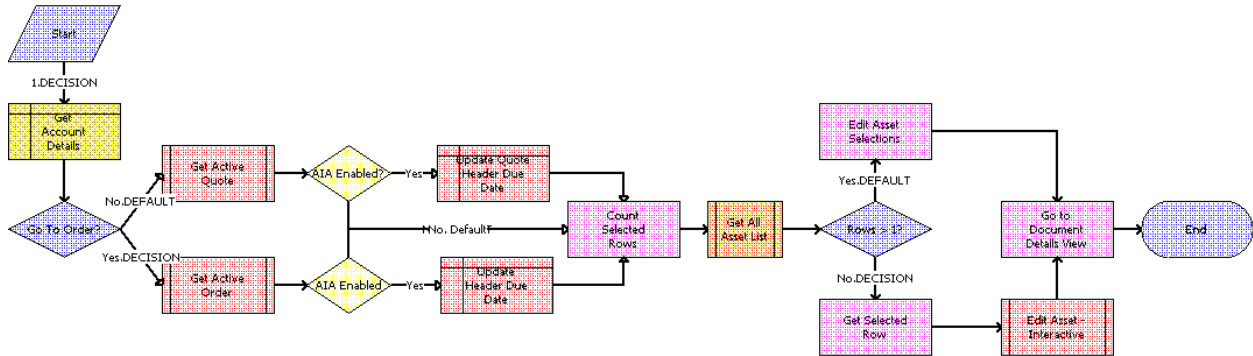 Start
1.DECISION
Get
Account
Details
Go To Order?
No.DEFAULT
Yes.DECISION
Get Active
Quote
Get Active
Order
AIA Enabled?
AIA Enabled
Yes
No. Default
Yes
Update Quote
Header Due
Date
Update
Header Due
Date
Count
Selected
Rows
Get All
Asset List
Rows > 1?
Yes.DEFAULT
No.DECISION
Edit Asset
Selections
Get Selected
Row
Edit Asset -
Interactive
Go to
Document
Details View
End